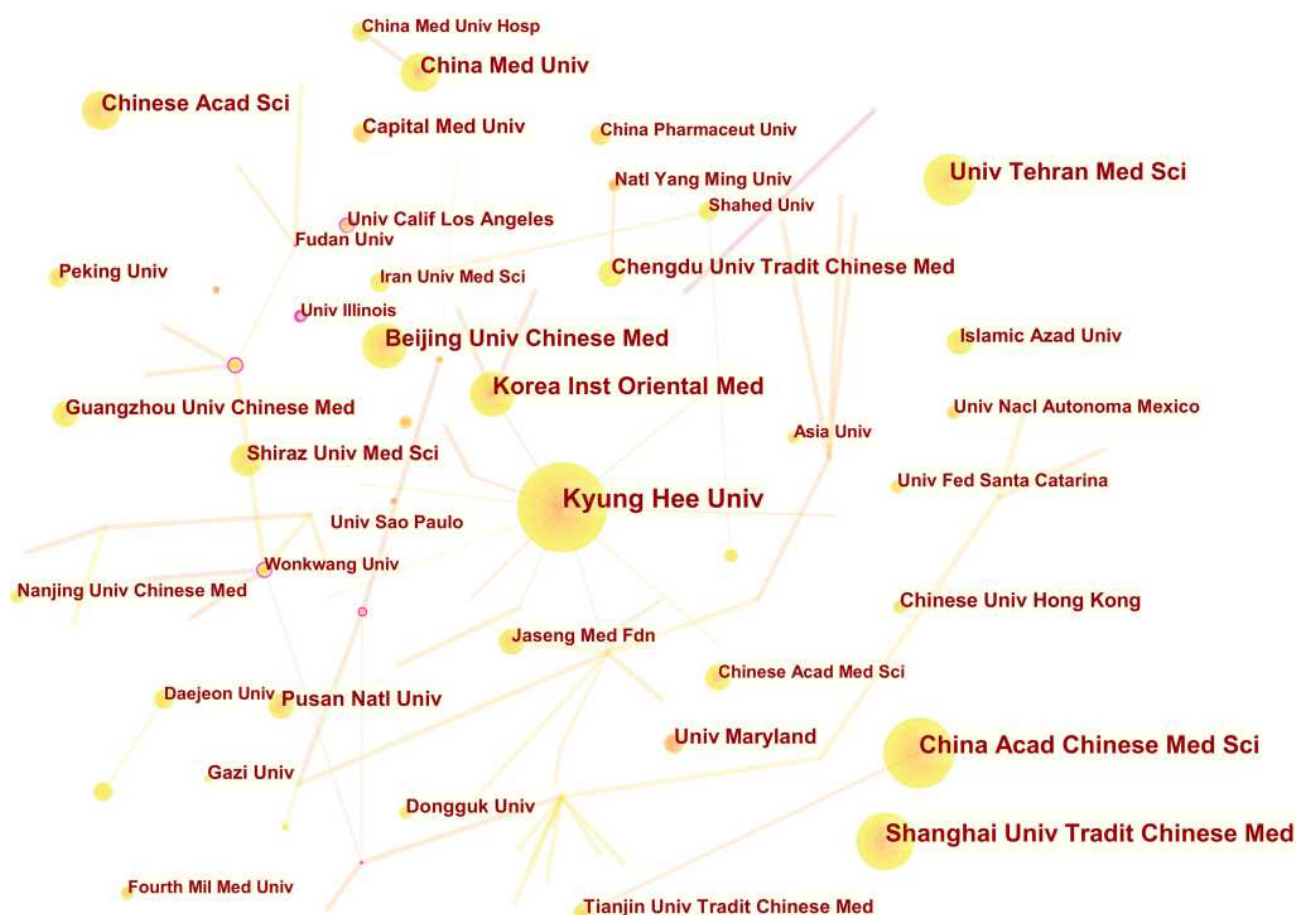 China Med Univ Hosp
China Med Univ
Chinese Acad Sci
Capital Med Univ
China Pharmaceut Univ
Univ Tehran Med Sci
Natl Yang Ming Univ
Shahed Univ
Univ Calif Los Angeles
Fudan Univ
Peking Univ
Iran Univ Med Sci
Chengdu Univ Tradit Chinese Med
Univ Illinois
Beijing Univ Chinese Med
Islamic Azad Univ
Korea Inst Oriental Med
Guangzhou Univ Chinese Med
Univ Nacl Autonoma Mexico
Asia Univ
Shiraz Univ Med Sci
Univ Fed Santa Catarina
Kyung Hee Univ
Univ Sao Paulo
Wonkwang Univ
Nanjing Univ Chinese Med
Chinese Univ Hong Kong
Jaseng Med Fdn
Chinese Acad Med Sci
Daejeon Univ
Pusan Natl Univ
Univ Maryland
China Acad Chinese Med Sci
Gazi Univ
Dongguk Univ
Shanghai Univ Tradit Chinese Med
Fourth Mil Med Univ
Tianjin Univ Tradit Chinese Med